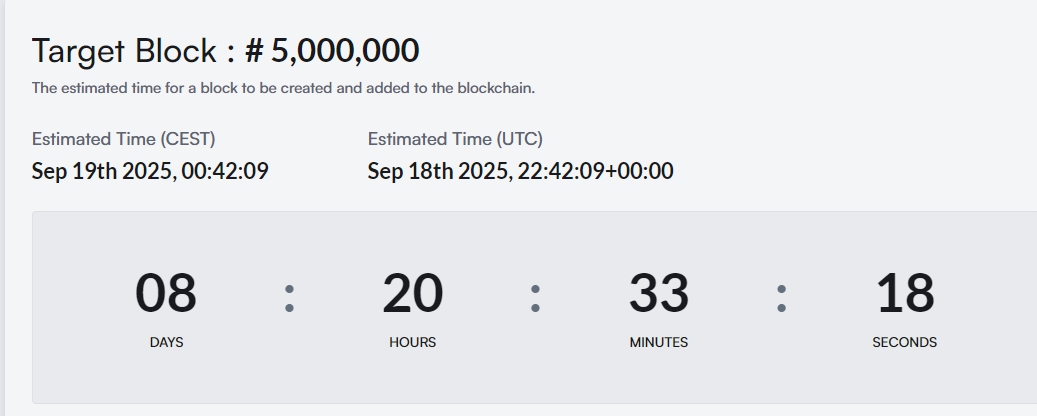 Target Block : # 5,000,000
The estimated time for a block to be created and added to the blockchain.
Estimated Time (CEST) Estimated Time (UTC)
Sep 19th 2025, 00:42:09 Sep 18th 2025, 22:42:09+00:00
08 : 20 : 33 : 18
DAYS HOURS MINUTES SECONDS